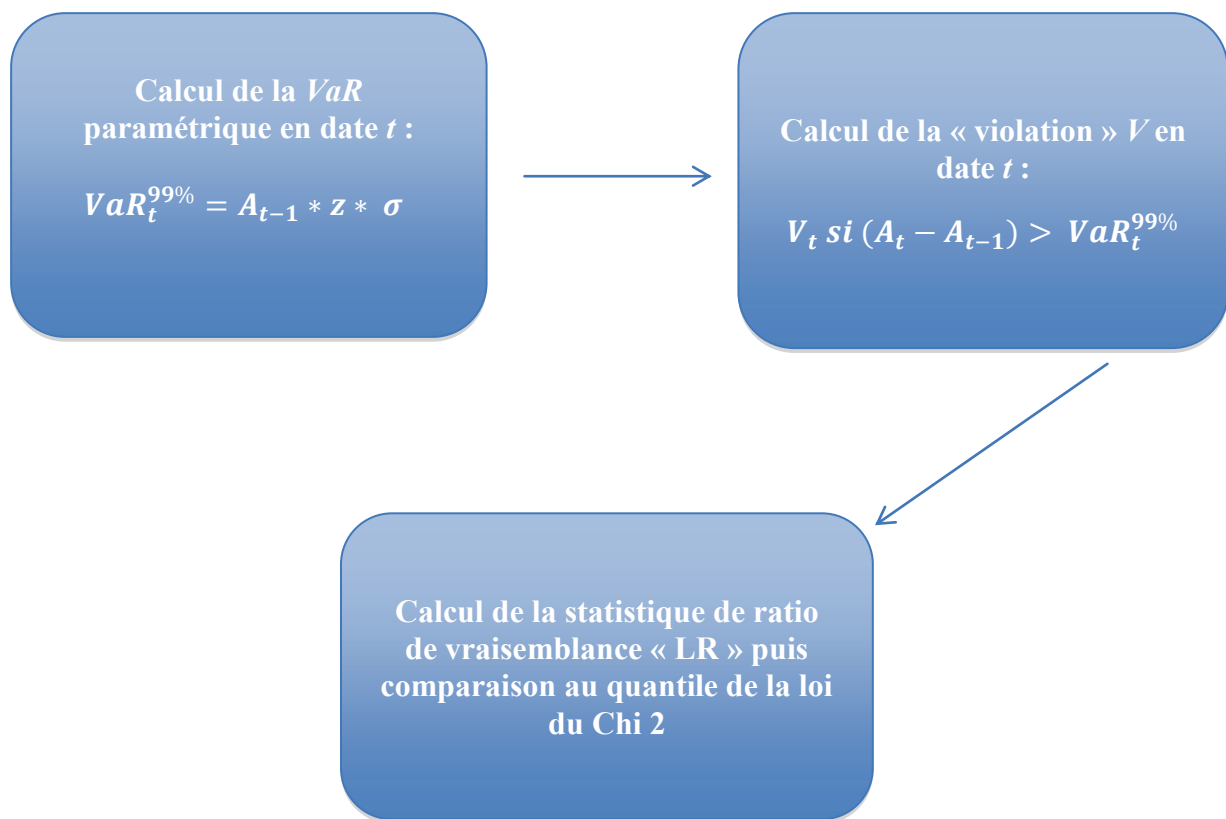 Calcul de la VaR
paramétrique en date t :
VaR_t^{99%} = A_{t−1} * z * σ
Calcul de la « violation » V en
date t :
V_t si (A_t − A_{t−1}) > VaR_t^{99%}
Calcul de la statistique de ratio
de vraisemblance « LR » puis
comparaison au quantile de la loi
du Chi 2